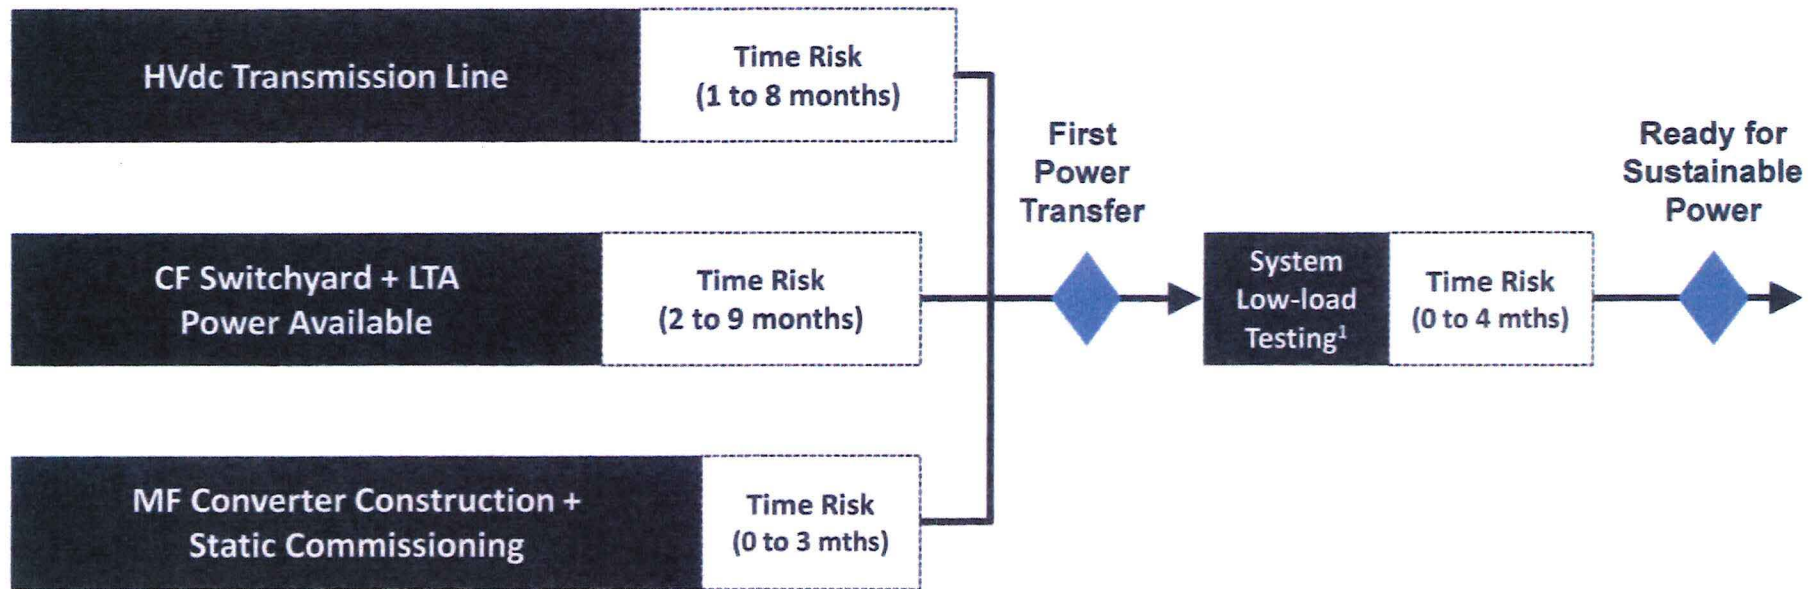 HVdc Transmission Line
Time Risk
(1 to 8 months)
First
Power
Transfer
Ready for
Sustainable
Power
CF Switchyard + LTA
Power Available
Time Risk
(2 to 9 months)
System
Low-load
Testing¹
Time Risk
(0 to 4 mths)
MF Converter Construction +
Static Commissioning
Time Risk
(0 to 3 mths)